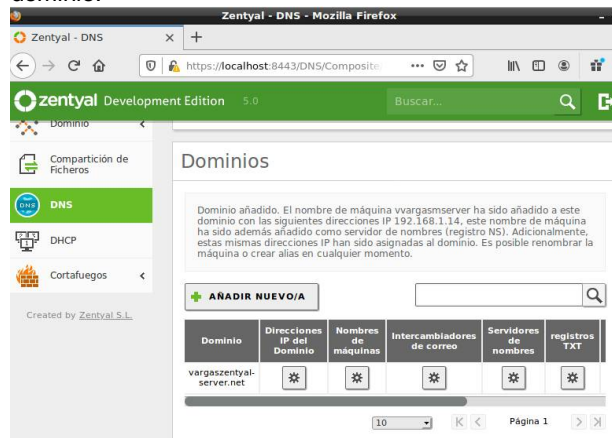 dominio.
Zentyal - DNS - Mozilla Firefox
Zentyal - DNS
https://localhost:8443/DNS/Composite
zentyal Development Edition 5.0
Buscar...
Dominio
Compartición de
Ficheros
DNS
DHCP
Cortafuegos
Created by Zentyal S.L.
Dominios
Dominio añadido. El nombre de máquina vvargasmserver ha sido añadido a este
dominio con las siguientes direcciones IP 192.168.1.14, este nombre de máquina
ha sido además añadido como servidor de nombres (registro NS). Adicionalmente,
estas mismas direcciones IP han sido asignadas al dominio. Es posible renombrar la
máquina o crear alias en cualquier momento.
AÑADIR NUEVO/A
Dominio
Direcciones
IP del
Dominio
Nombres
de
máquinas
Intercambiadores
de correo
Servidores
de
nombres
registros
TXT
vargaszentyal-
server.net
10
Página 1